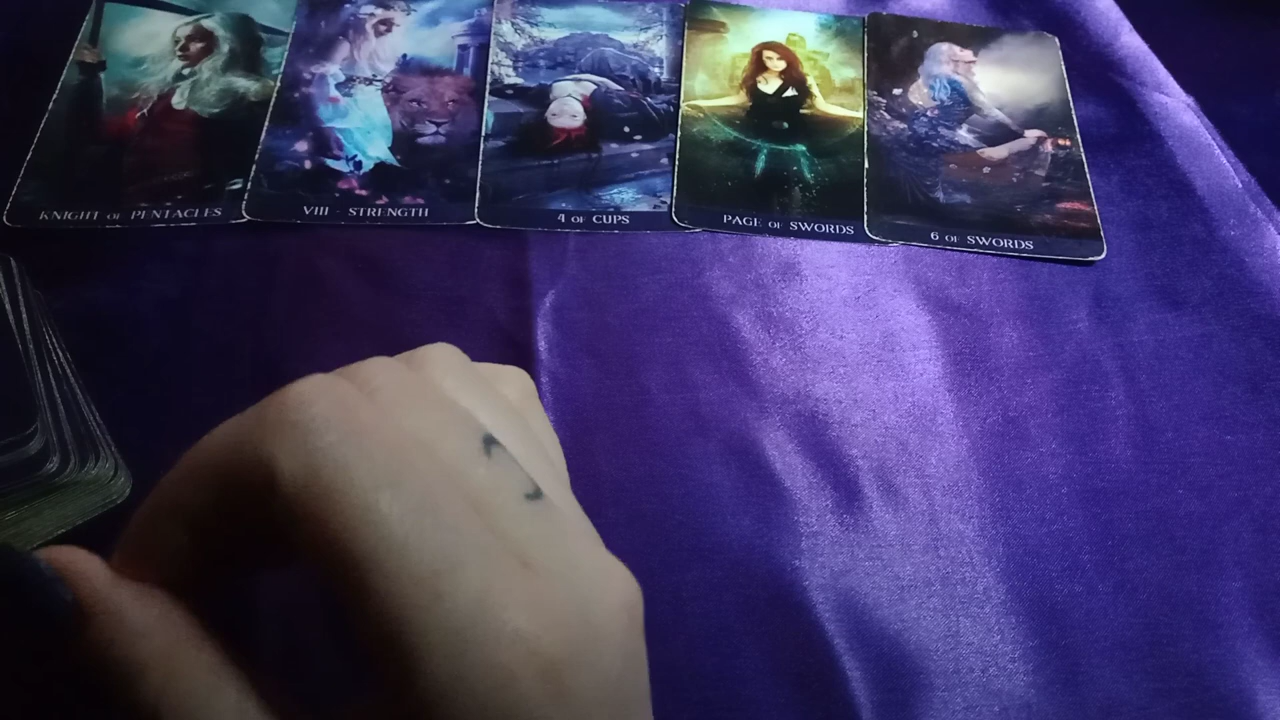 KNIGHT OF PENTACLES
VIII · STRENGTH
4 OF CUPS
PAGE OF SWORDS
6 OF SWORDS